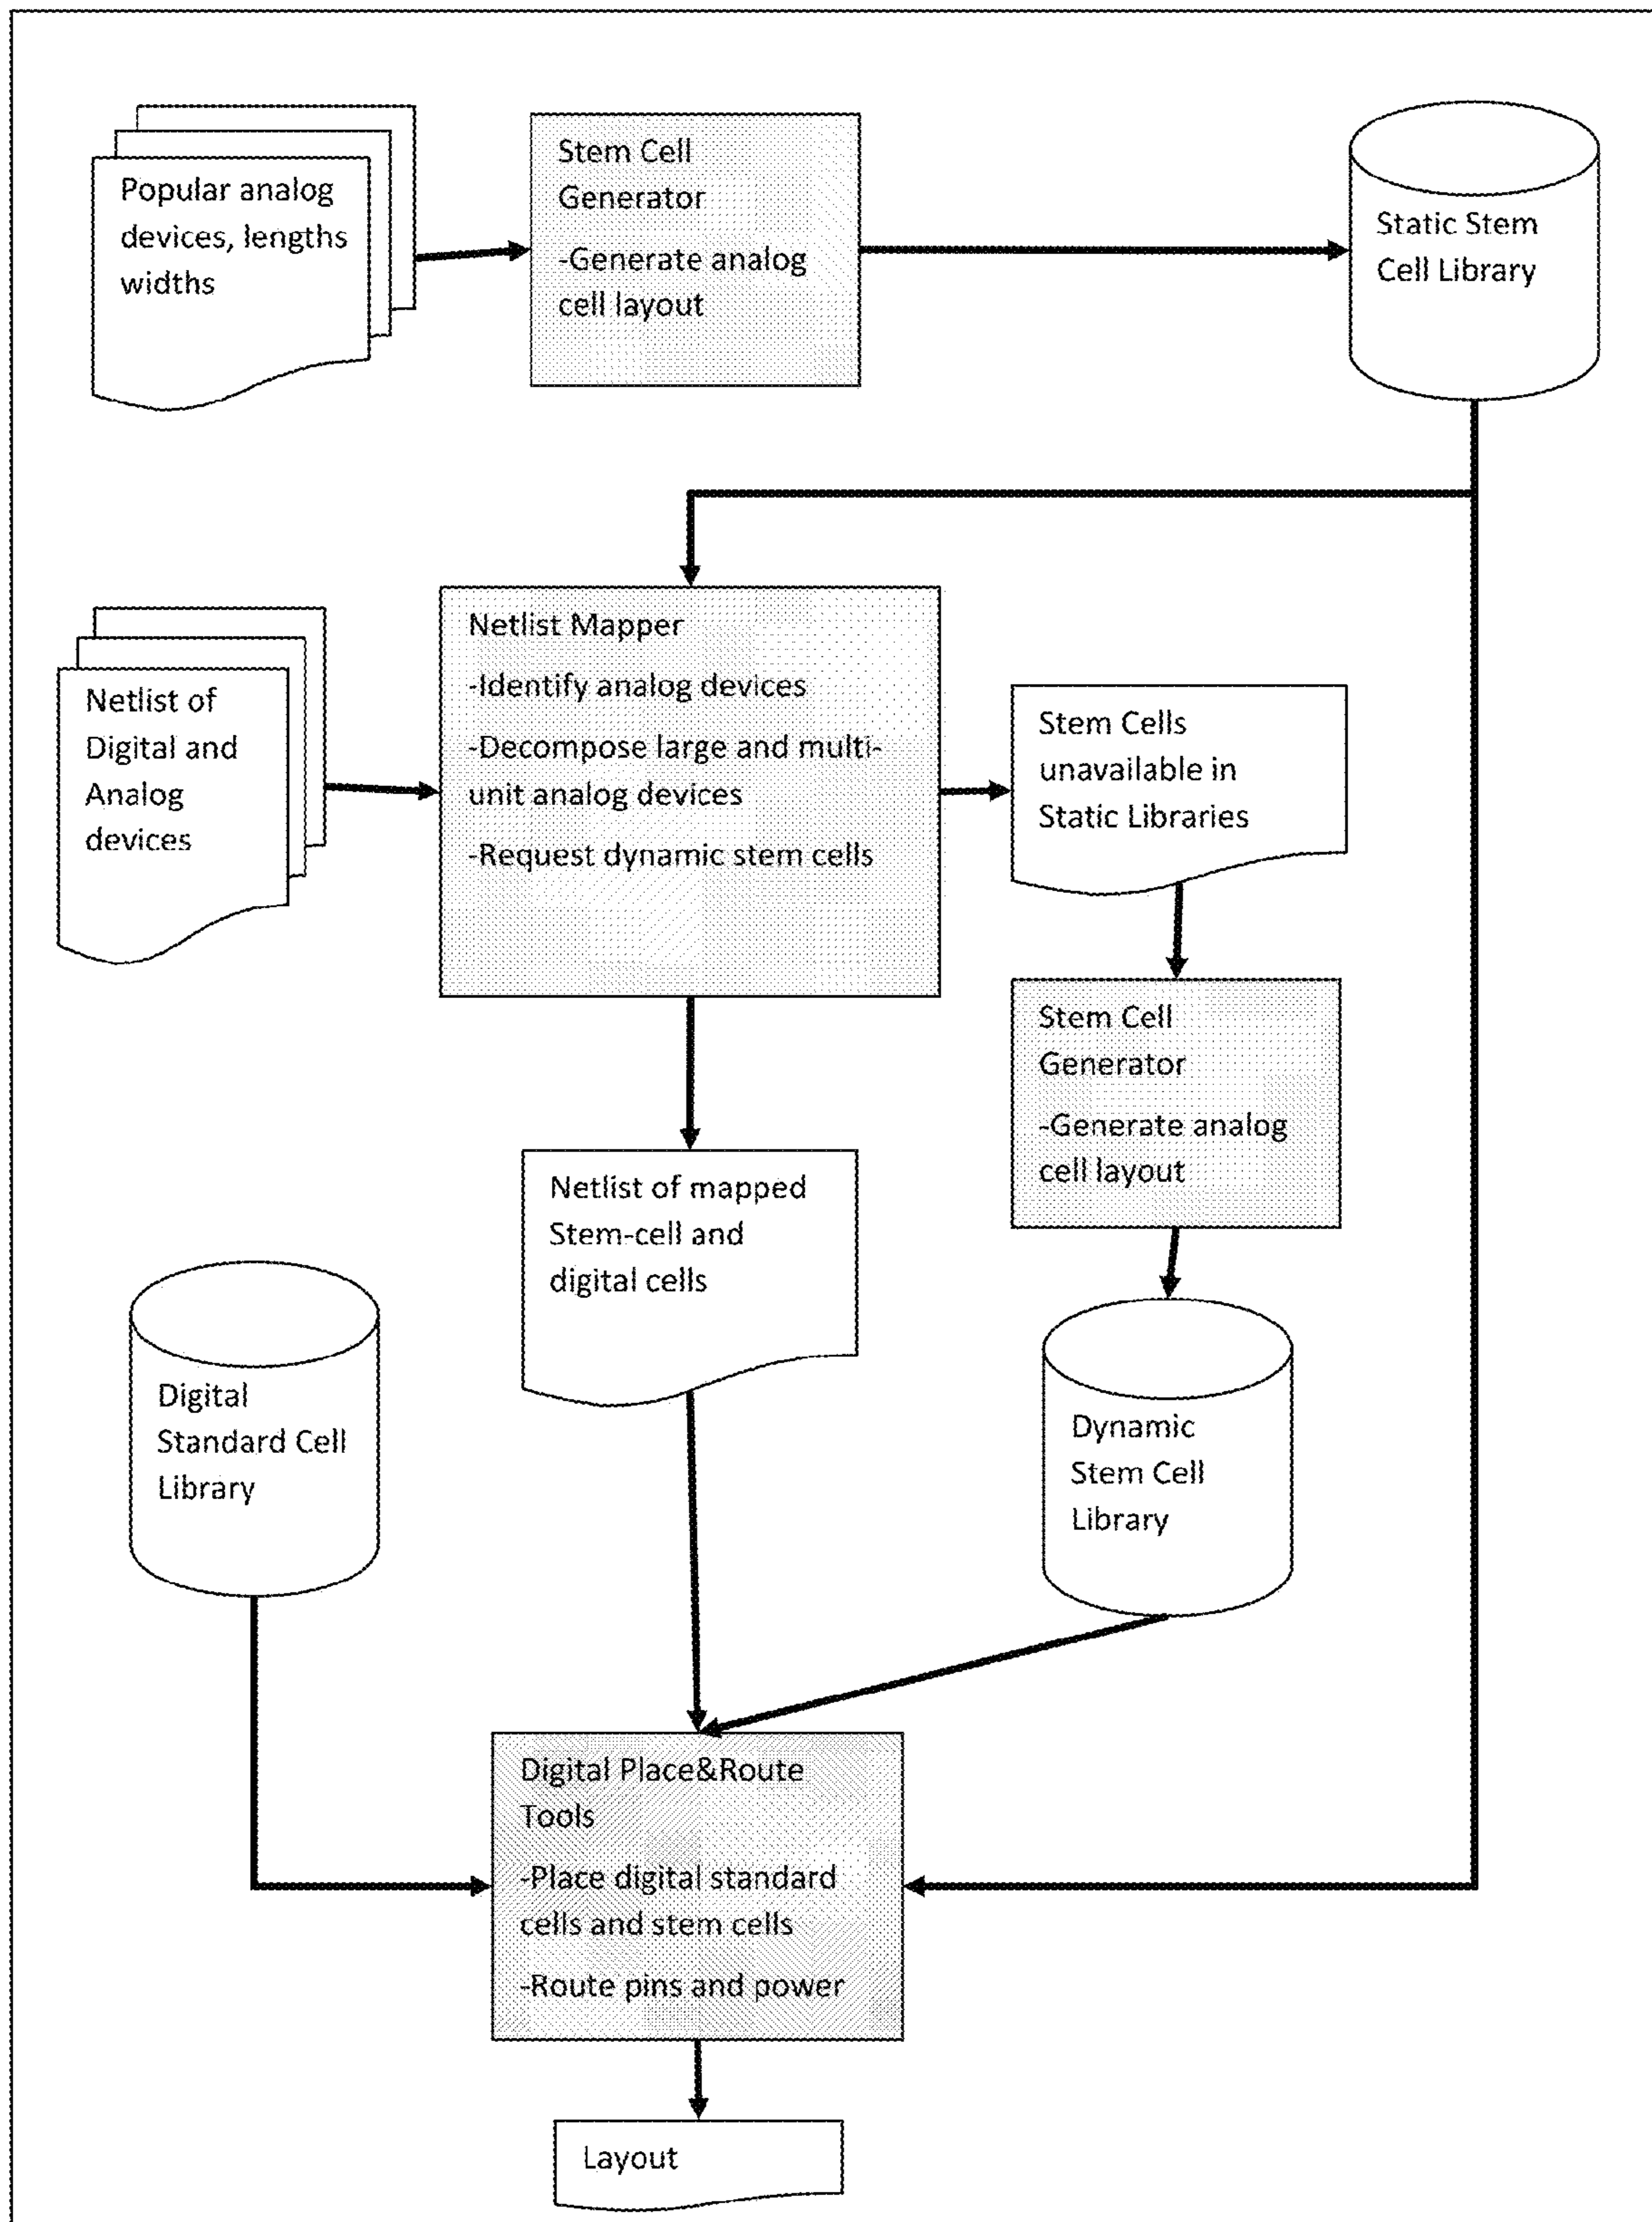 Popular analog
devices, lengths
widths
Stem Cell
Generator
-Generate analog
cell layout
Static Stem
Cell Library
Netlist of
Digital and
Analog
devices
Netlist Mapper
-Identify analog devices
-Decompose large and multi-
unit analog devices
-Request dynamic stem cells
Stem Cells
unavailable in
Static Libraries
Stem Cell
Generator
-Generate analog
cell layout
Netlist of mapped
Stem-cell and
digital cells
Digital
Standard Cell
Library
Dynamic
Stem Cell
Library
Digital Place&Route
Tools
-Place digital standard
cells and stem cells
-Route pins and power
Layout